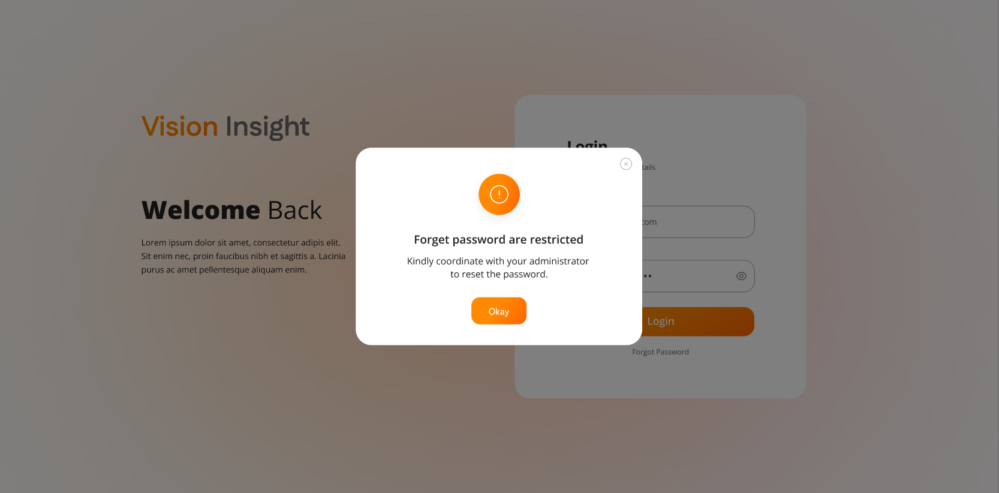 Vision Insight
Welcome Back
Lorem ipsum dolor sit amet, consectetur adipis elit.
Sit enim nec, proin faucibus nibh et sagittis a. Lacinia
purus ac amet pellentesque aliquam enim.
Forget password are restricted
Kindly coordinate with your administrator
to reset the password.
Okay
Login
tails
com
Login
Forgot Password